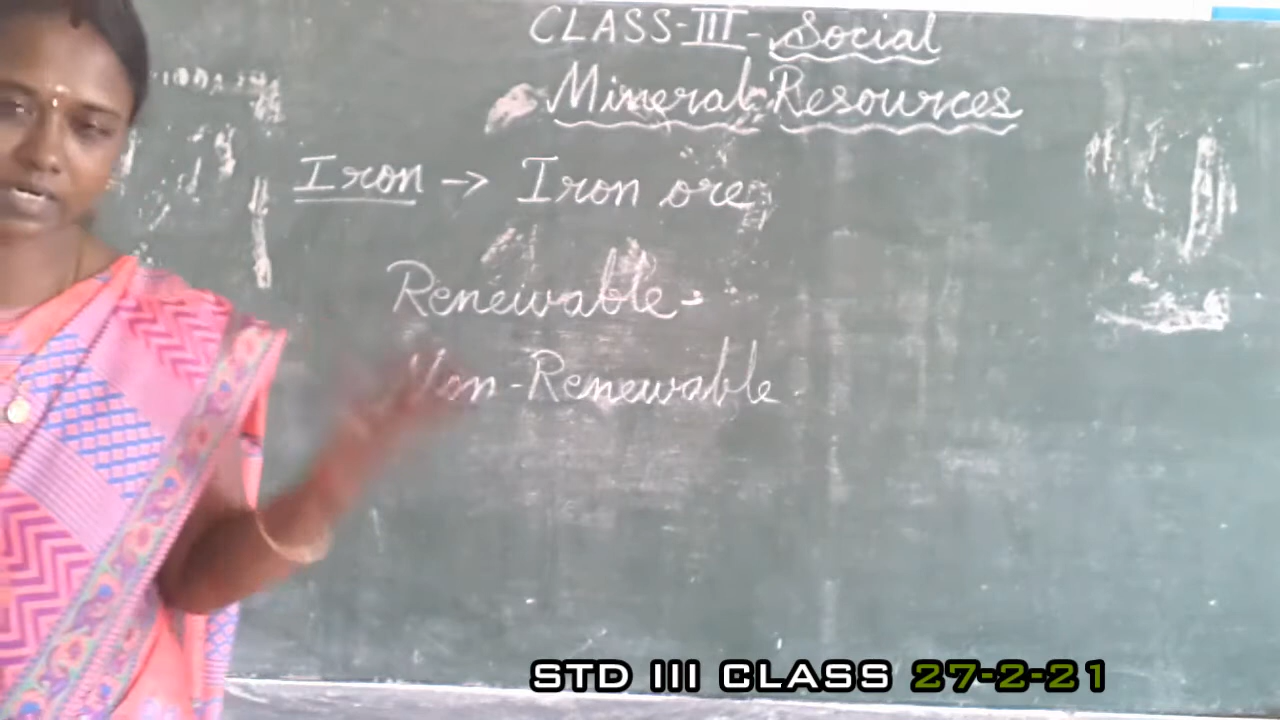 CLASS-III-Social
Mineral Resources
Iron → Iron ore
Renewable-
Non-Renewable.
STD III CLASS 27-2-21